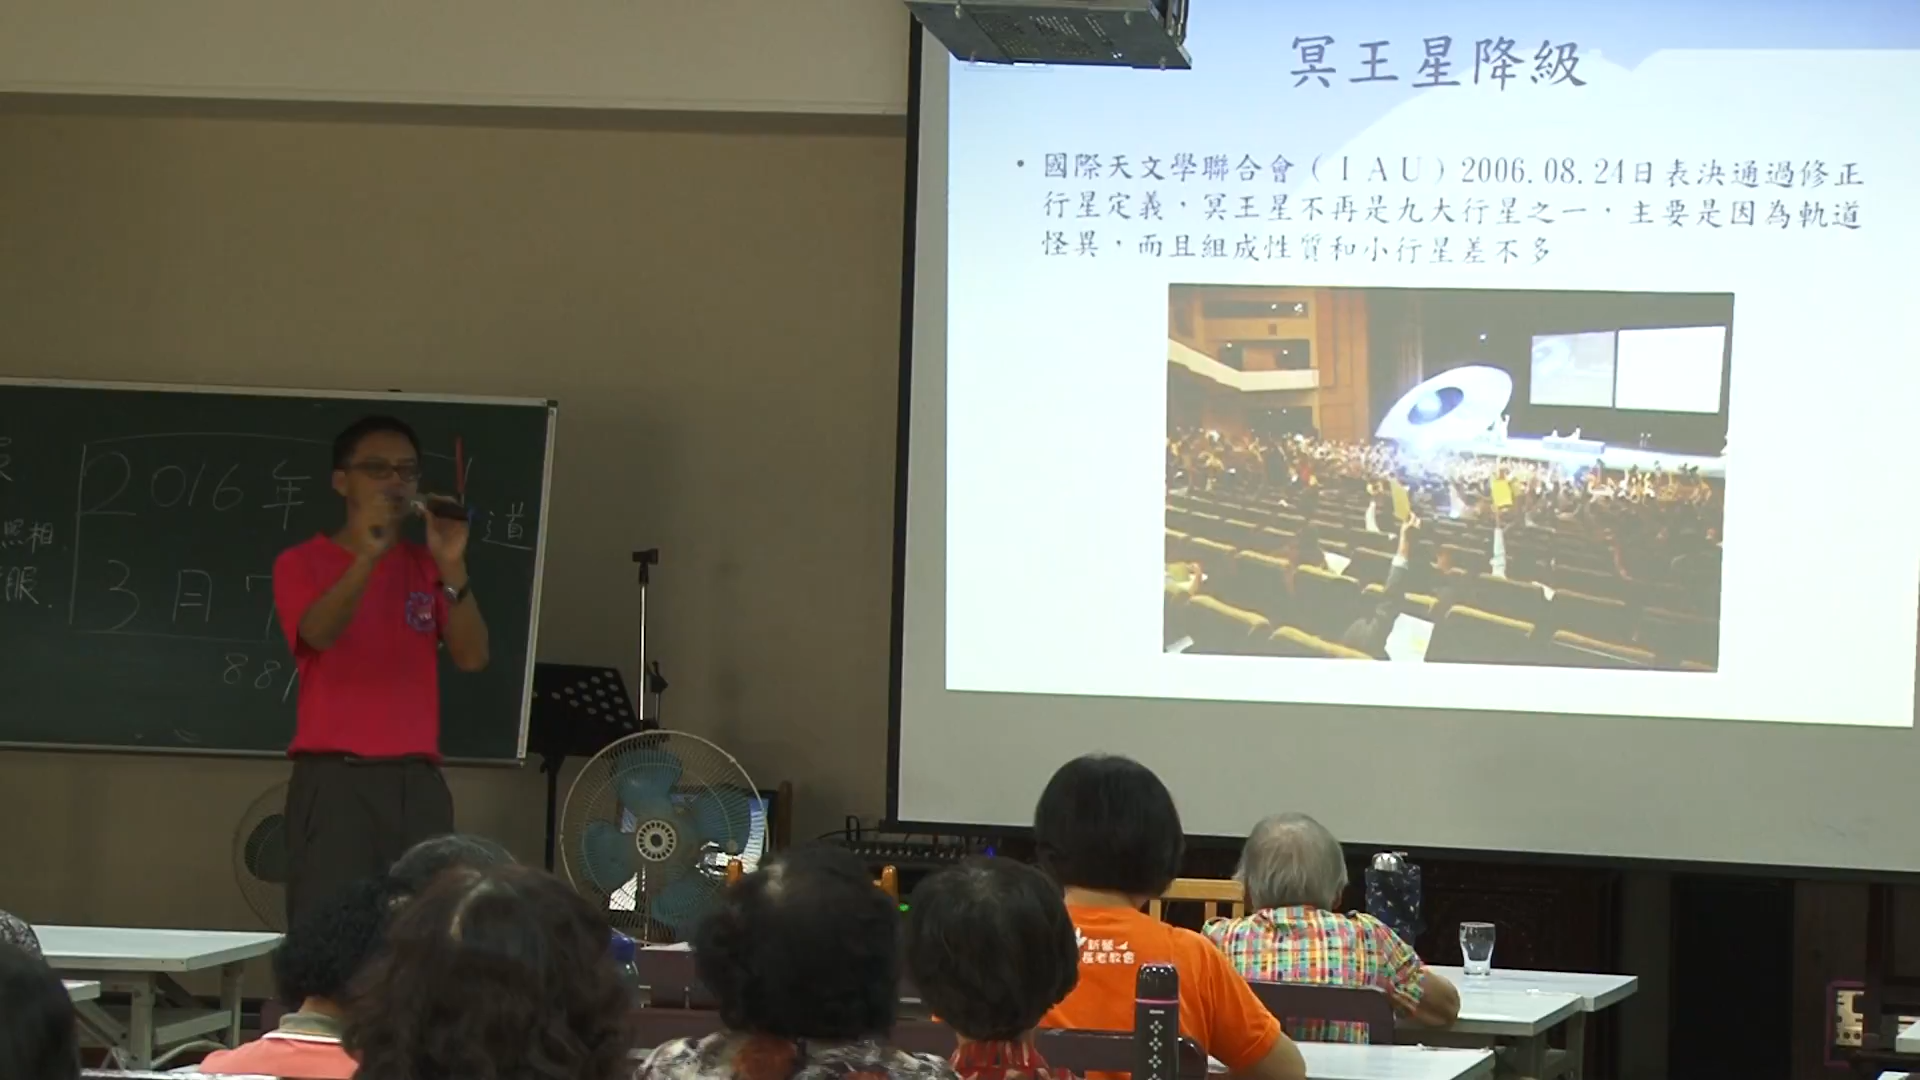 冥王星降級
• 國際天文學聯合會（ＩＡＵ）2006.08.24日表決通過修正
行星定義，冥王星不再是九大行星之一，主要是因為軌道
怪異，而且組成性質和小行星差不多
2016年
道
照相
3月7
服
88
新營
長老教會